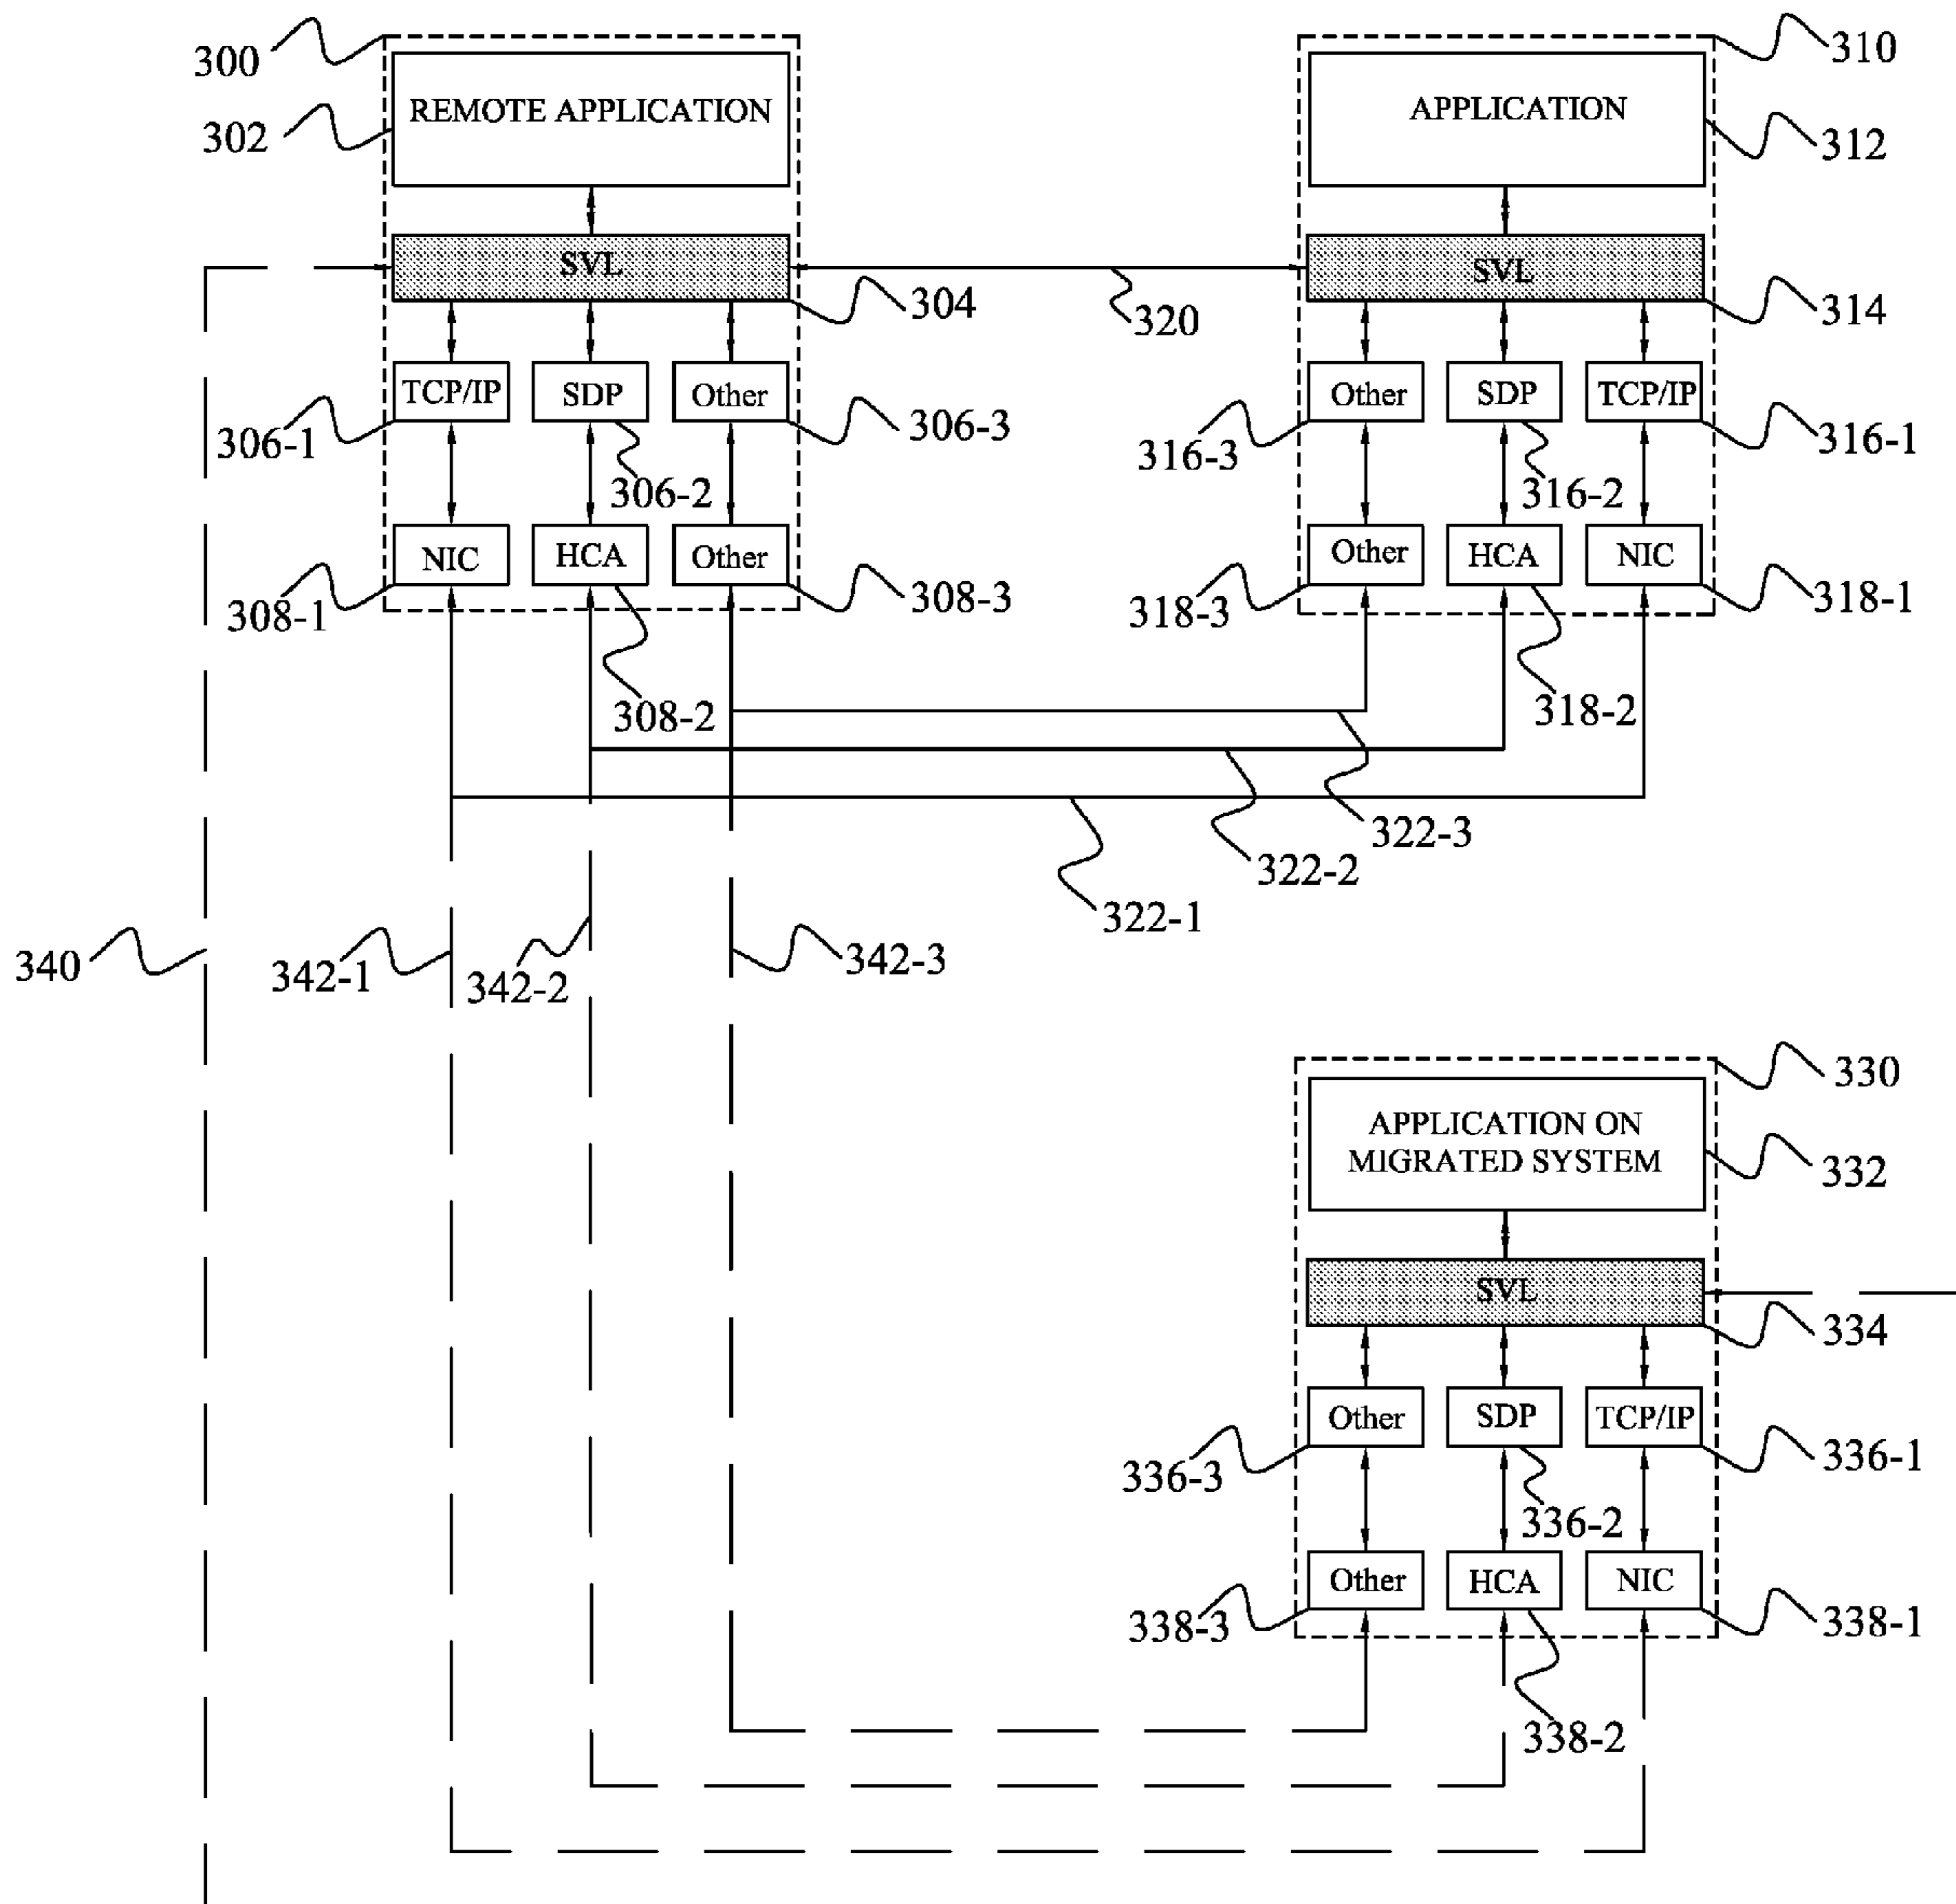 300
310
REMOTE APPLICATION
APPLICATION
302
312
SVL
SVL
304
320
314
TCP/IP
SDP
Other
Other
SDP
TCP/IP
306-1
306-3
316-3
316-1
306-2
316-2
NIC
HCA
Other
Other
HCA
NIC
308-1
308-3
318-3
318-1
308-2
318-2
322-3
322-2
322-1
340
342-1
342-2
342-3
330
APPLICATION ON
MIGRATED SYSTEM
332
SVL
334
Other
SDP
TCP/IP
336-3
336-1
336-2
Other
HCA
NIC
338-3
338-1
338-2